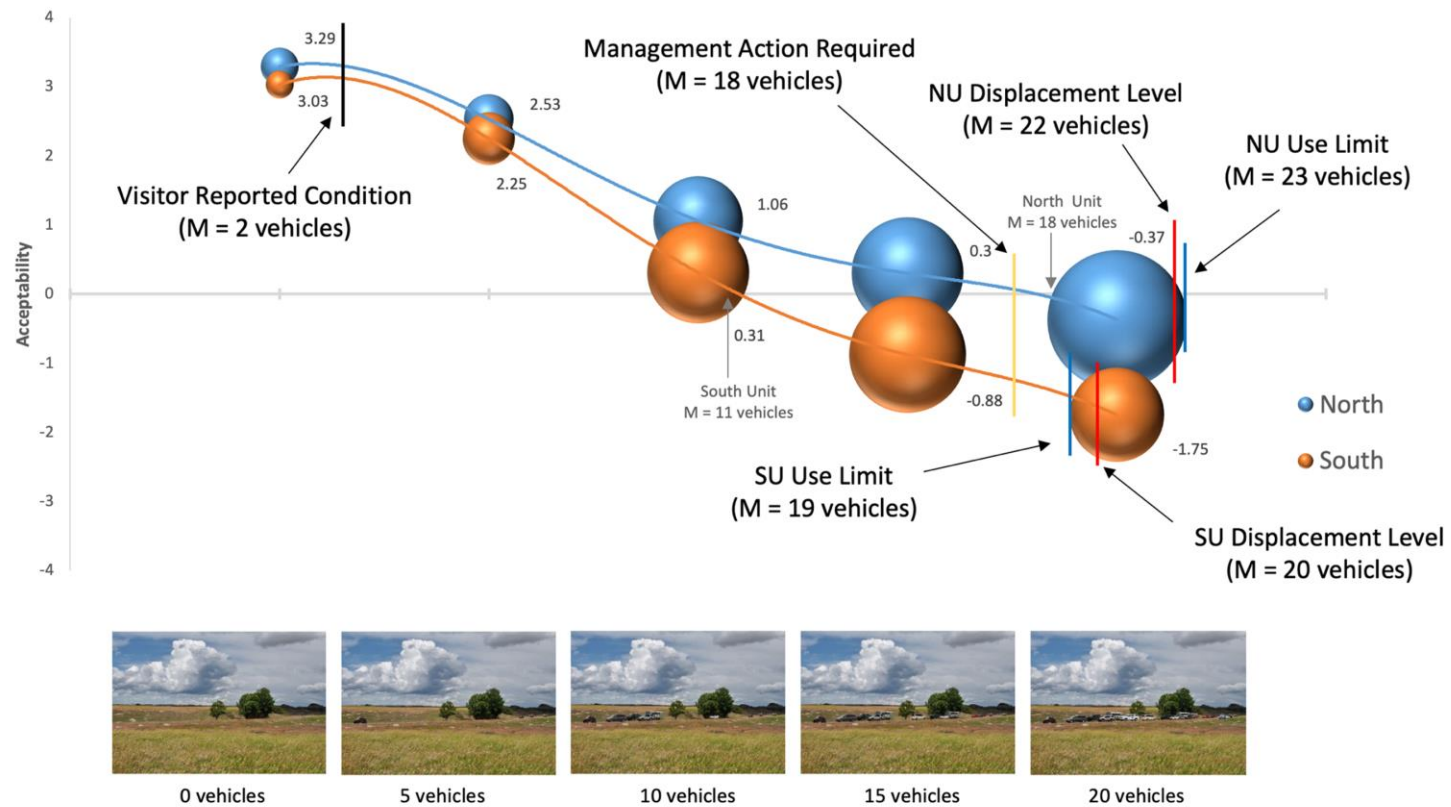 4
3
2
1
0
-1
-2
-3
-4
Acceptability
3.29
3.03
Visitor Reported Condition
(M = 2 vehicles)
2.53
2.25
Management Action Required
(M = 18 vehicles)
1.06
0.31
South Unit
M = 11 vehicles
0.3
-0.88
North Unit
M = 18 vehicles
NU Displacement Level
(M = 22 vehicles)
-0.37
NU Use Limit
(M = 23 vehicles)
SU Use Limit
(M = 19 vehicles)
-1.75
SU Displacement Level
(M = 20 vehicles)
North
South
0 vehicles
5 vehicles
10 vehicles
15 vehicles
20 vehicles